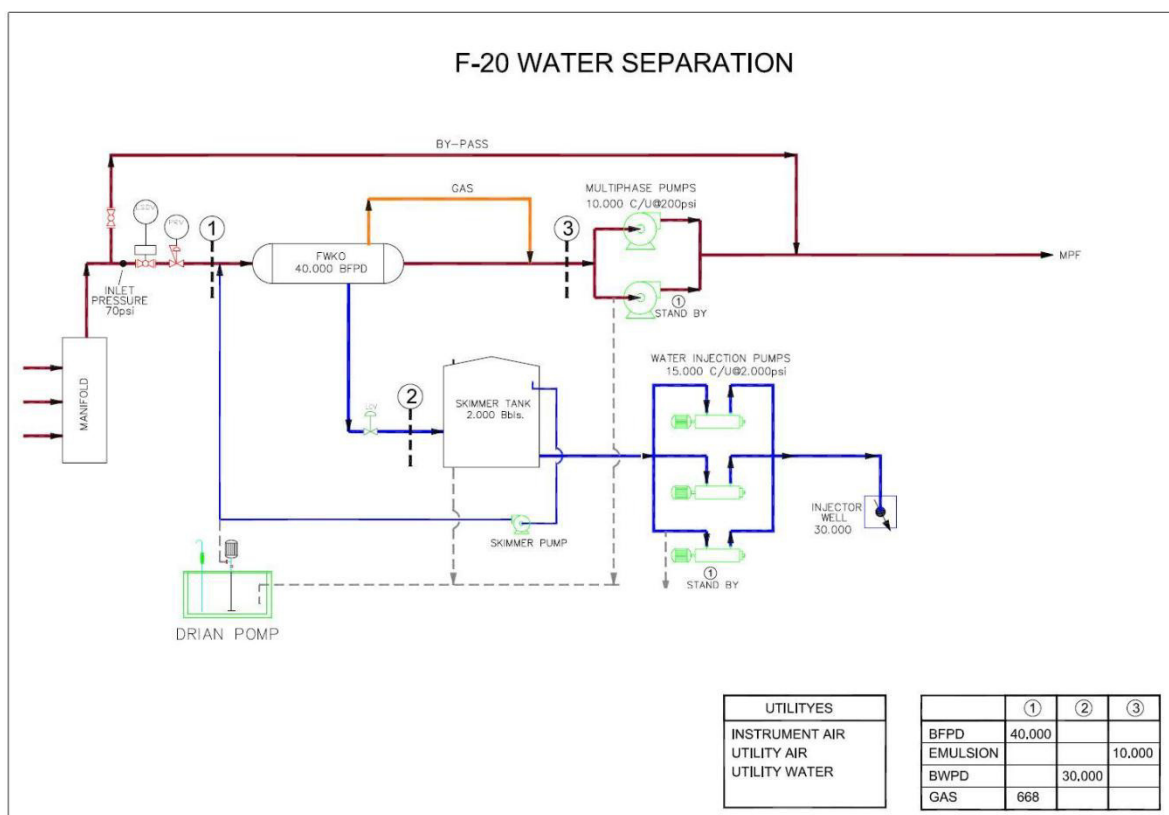 F-20 WATER SEPARATION
BY-PASS
GAS
MULTIPHASE PUMPS
10.000 C/U@200psi
1
3
FWKO
40.000 BFPD
MPF
INLET
PRESSURE
70psi
1
STAND BY
MANIFOLD
2
SKIMMER TANK
2.000 Bbls.
WATER INJECTION PUMPS
15.000 C/U@2.000psi
INJECTOR
WELL
30.000
SKIMMER PUMP
1
STAND BY
DRIAN POMP
UTILITYES
INSTRUMENT AIR
UTILITY AIR
UTILITY WATER
1 2 3
BFPD 40.000
EMULSION 10.000
BWPD 30.000
GAS 668